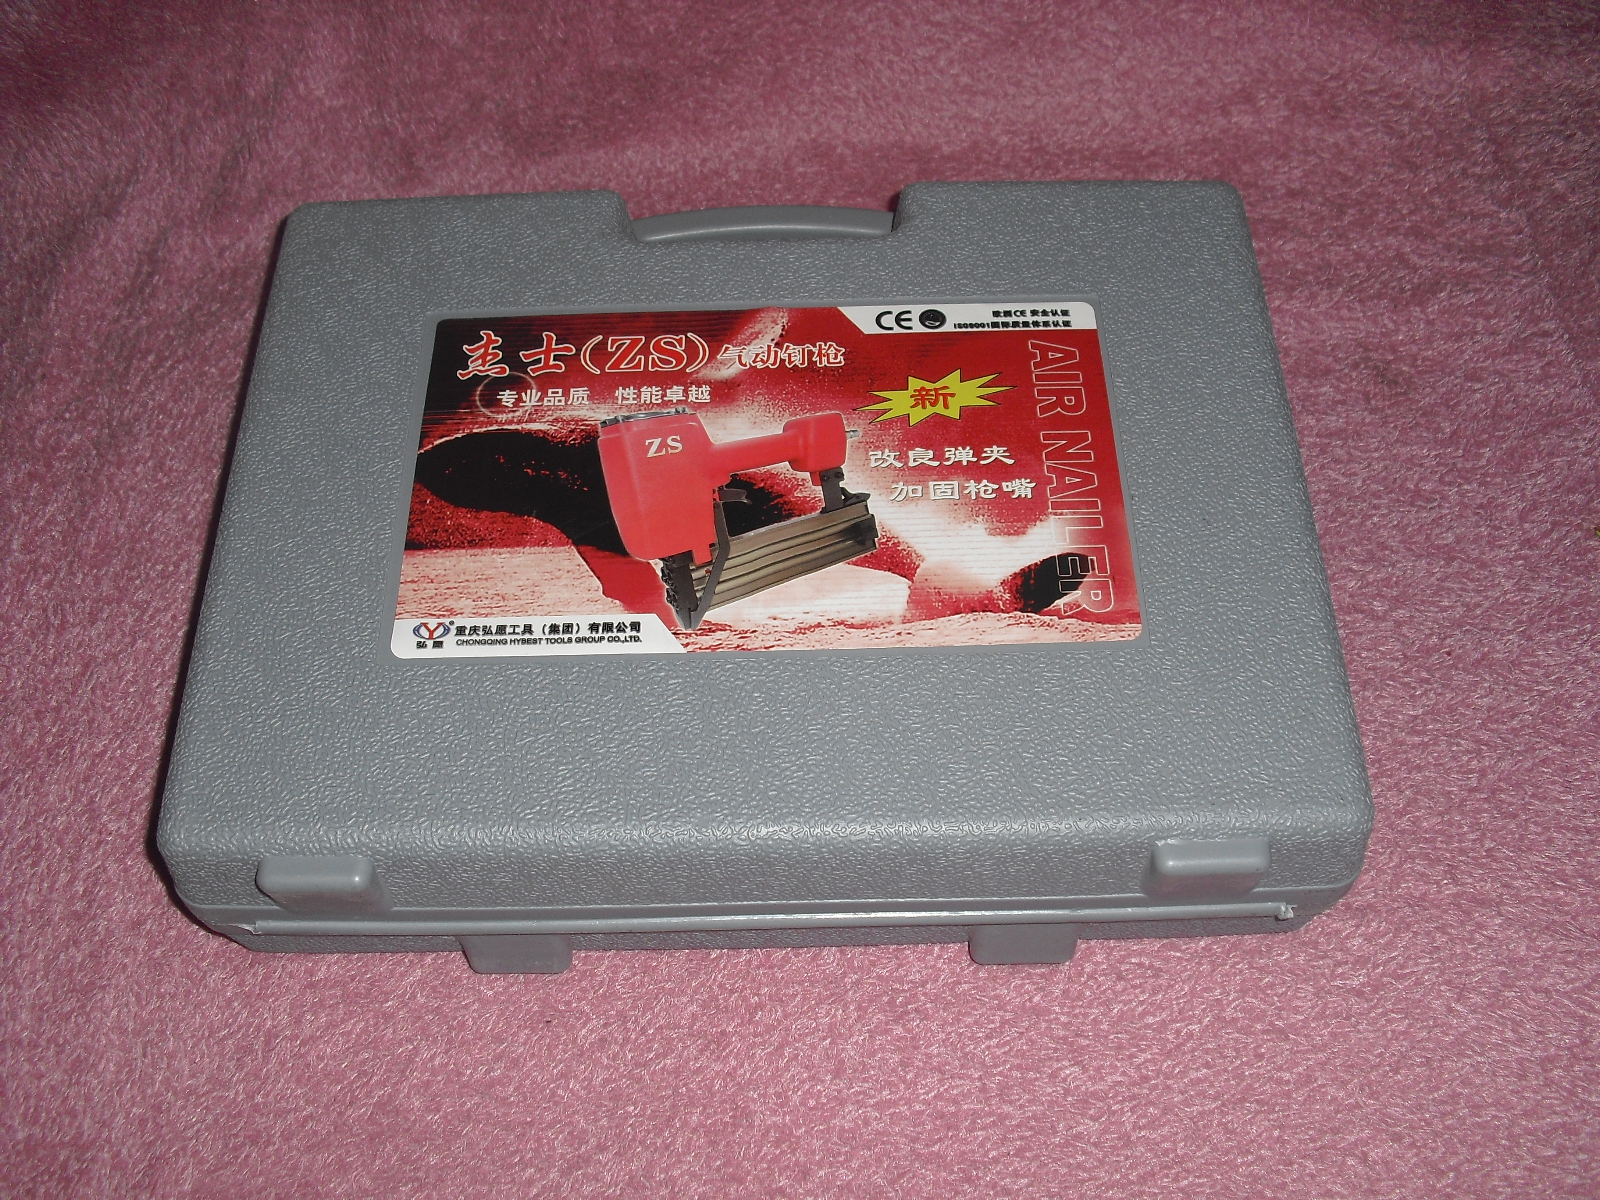 CE 欧洲CE 安全认证
ISO9001国际质量体系认证
杰士(ZS)气动钉枪
专业品质 性能卓越
新
ZS
改良弹夹
加固枪嘴
AIR NAILER
弘愿
重庆弘愿工具（集团）有限公司
CHONGQING HYBEST TOOLS GROUP CO.,LTD.